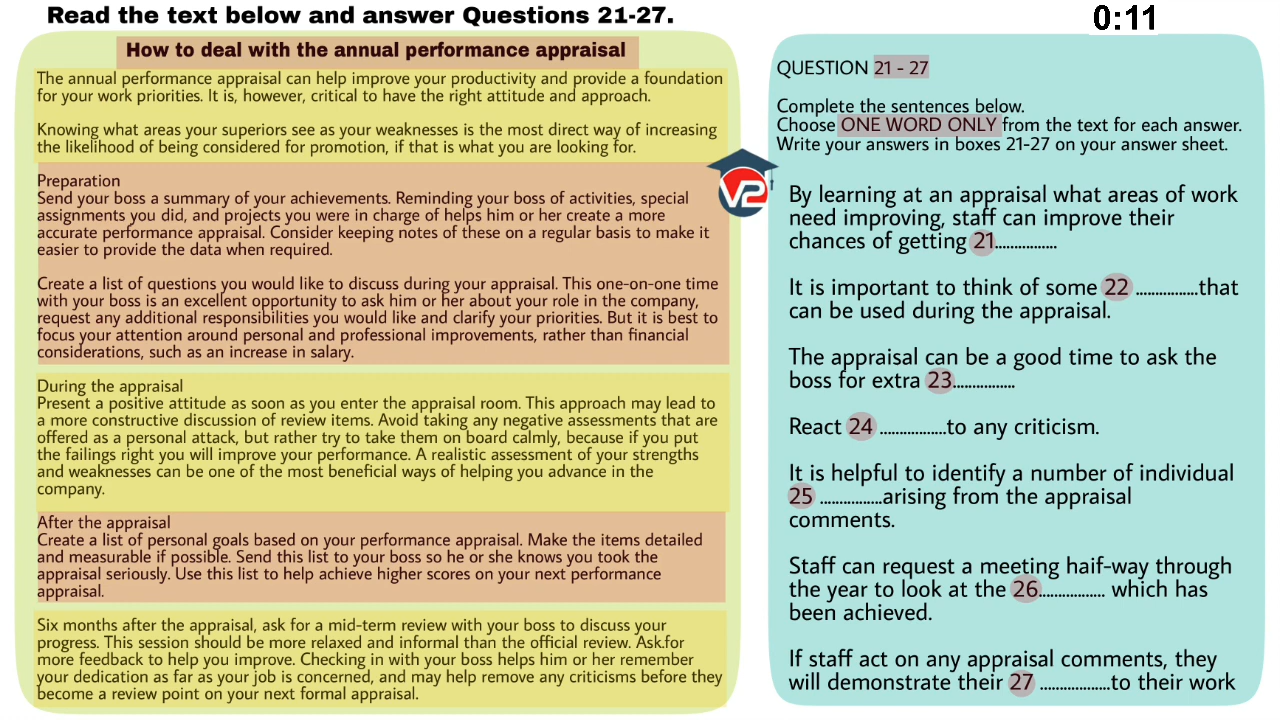 Read the text below and answer Questions 21-27.
0:11
How to deal with the annual performance appraisal
The annual performance appraisal can help improve your productivity and provide a foundation
for your work priorities. It is, however, critical to have the right attitude and approach.
Knowing what areas your superiors see as your weaknesses is the most direct way of increasing
the likelihood of being considered for promotion, if that is what you are looking for.
Preparation
Send your boss a summary of your achievements. Reminding your boss of activities, special
assignments you did, and projects you were in charge of helps him or her create a more
accurate performance appraisal. Consider keeping notes of these on a regular basis to make it
easier to provide the data when required.
Create a list of questions you would like to discuss during your appraisal. This one-on-one time
with your boss is an excellent opportunity to ask him or her about your role in the company,
request any additional responsibilities you would like and clarify your priorities. But it is best to
focus your attention around personal and professional improvements, rather than financial
considerations, such as an increase in salary.
During the appraisal
Present a positive attitude as soon as you enter the appraisal room. This approach may lead to
a more constructive discussion of review items. Avoid taking any negative assessments that are
offered as a personal attack, but rather try to take them on board calmly, because if you put
the failings right you will improve your performance. A realistic assessment of your strengths
and weaknesses can be one of the most beneficial ways of helping you advance in the
company.
After the appraisal
Create a list of personal goals based on your performance appraisal. Make the items detailed
and measurable if possible. Send this list to your boss so he or she knows you took the
appraisal seriously. Use this list to help achieve higher scores on your next performance
appraisal.
Six months after the appraisal, ask for a mid-term review with your boss to discuss your
progress. This session should be more relaxed and informal than the official review. Ask.for
more feedback to help you improve. Checking in with your boss helps him or her remember
your dedication as far as your job is concerned, and may help remove any criticisms before they
become a review point on your next formal appraisal.
V2
QUESTION 21 - 27
Complete the sentences below.
Choose ONE WORD ONLY from the text for each answer.
Write your answers in boxes 21-27 on your answer sheet.
By learning at an appraisal what areas of work
need improving, staff can improve their
chances of getting 21................
It is important to think of some 22 ................that
can be used during the appraisal.
The appraisal can be a good time to ask the
boss for extra 23................
React 24 .................to any criticism.
It is helpful to identify a number of individual
25 ................arising from the appraisal
comments.
Staff can request a meeting haif-way through
the year to look at the 26................. which has
been achieved.
If staff act on any appraisal comments, they
will demonstrate their 27 ..................to their work